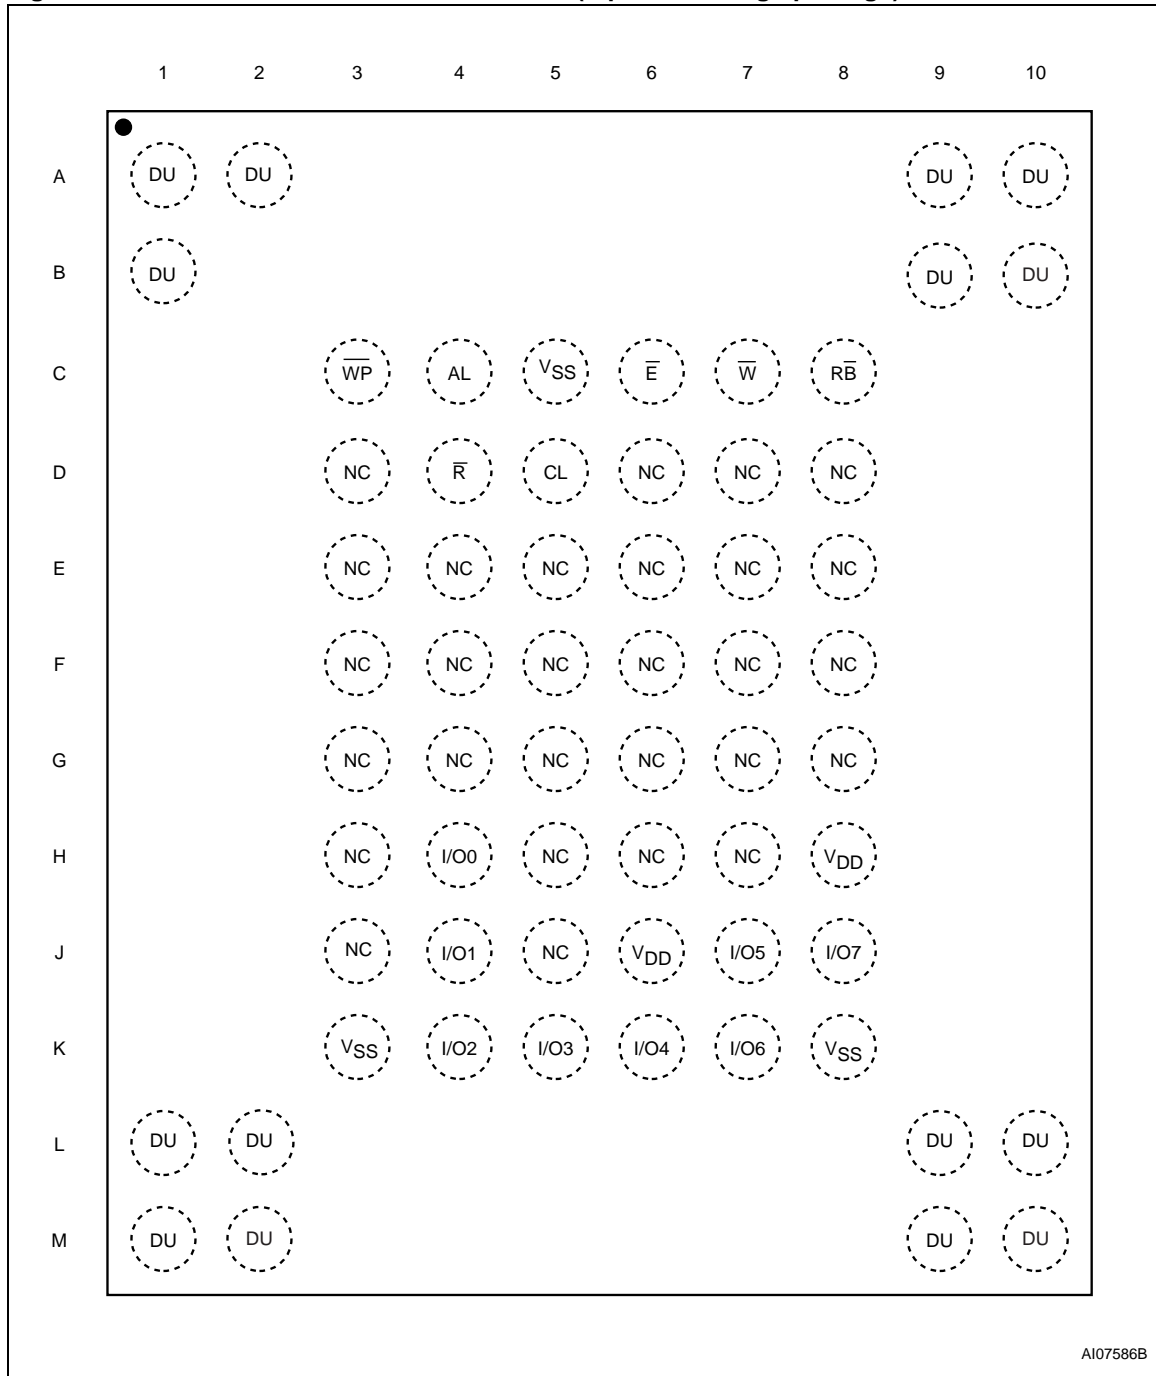 1 2 3 4 5 6 7 8 9 10
A DU DU DU DU
B DU DU DU
C W̅P̅ AL VSS E̅ W̅ RB̅
D NC R̅ CL NC NC NC
E NC NC NC NC NC NC
F NC NC NC NC NC NC
G NC NC NC NC NC NC
H NC I/O0 NC NC NC VDD
J NC I/O1 NC VDD I/O5 I/O7
K VSS I/O2 I/O3 I/O4 I/O6 VSS
L DU DU DU DU
M DU DU DU DU
AI07586B